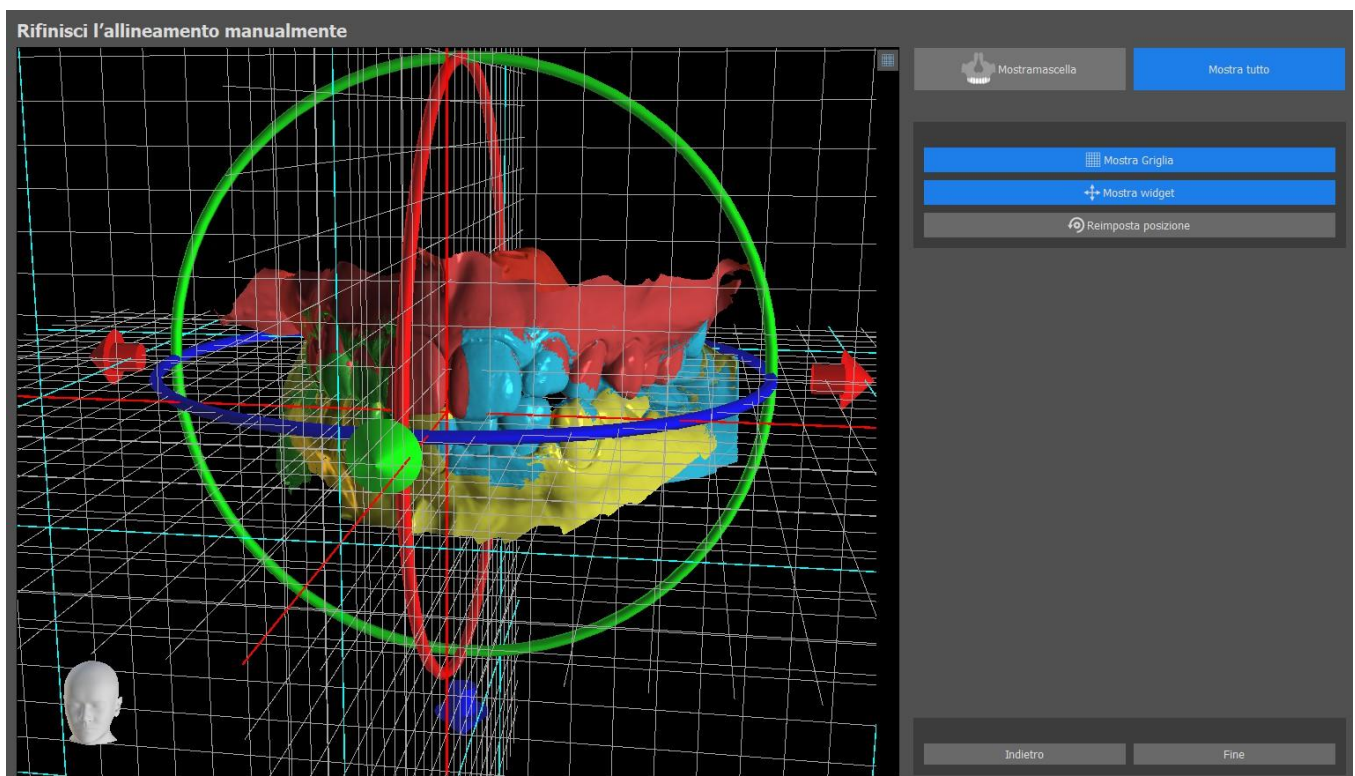 Rifinisci l'allineamento manualmente
Mostramascella
Mostra tutto
Mostra Griglia
Mostra widget
Reimposta posizione
Indietro
Fine